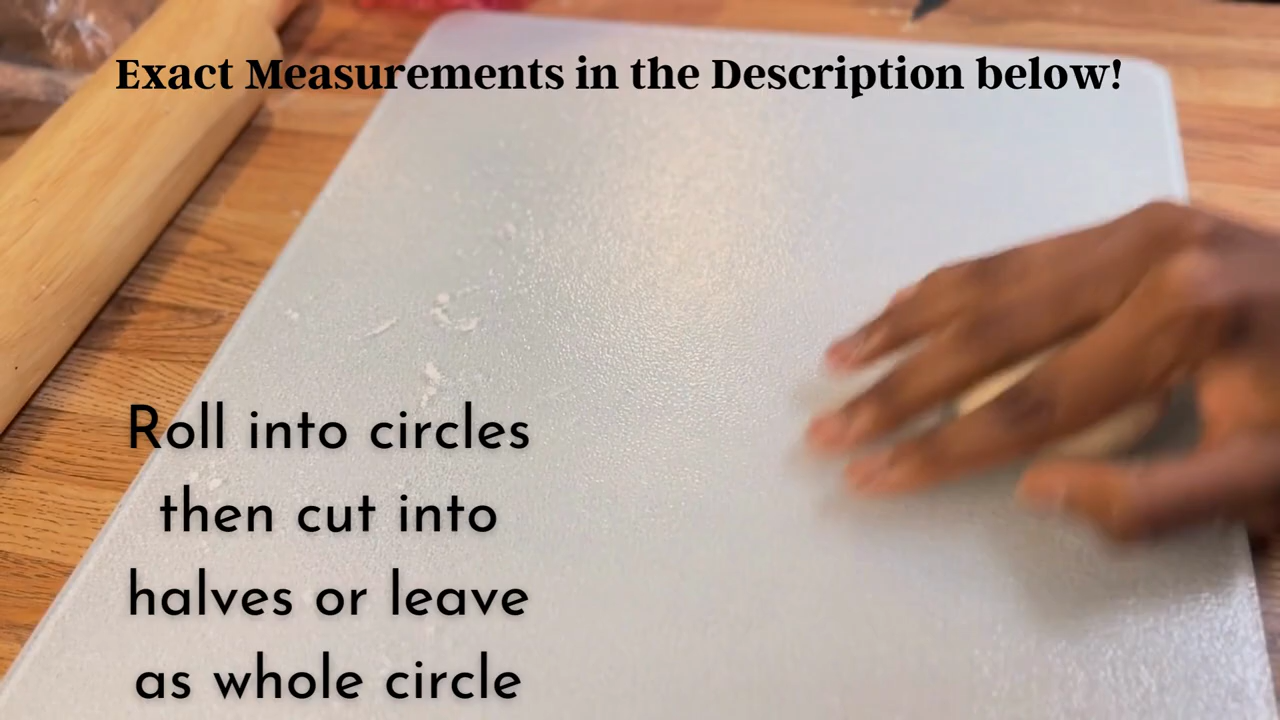 Exact Measurements in the Description below!
Roll into circles
then cut into
halves or leave
as whole circle